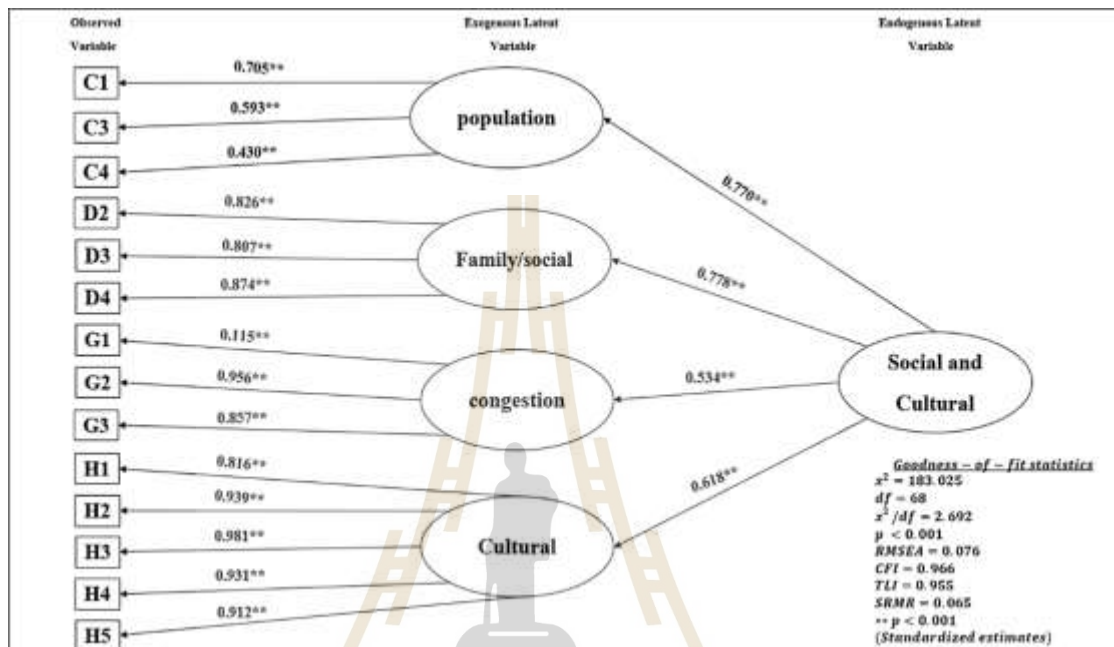 Observed
Variable
Exogenous Latent
Variable
Endogenous Latent
Variable
C1
0.705**
C3
0.593**
C4
0.430**
population
0.770**
D2
0.826**
D3
0.807**
D4
0.874**
Family/social
0.778**
G1
0.115**
G2
0.956**
G3
0.857**
congestion
0.534**
Social and
Cultural
H1
0.816**
H2
0.939**
H3
0.981**
H4
0.931**
H5
0.912**
Cultural
0.618**
Goodness – of – fit statistics
x² = 183.025
df = 68
x²/df = 2.692
p < 0.001
RMSEA = 0.076
CFI = 0.966
TLI = 0.955
SRMR = 0.065
** p < 0.001
(Standardized estimates)